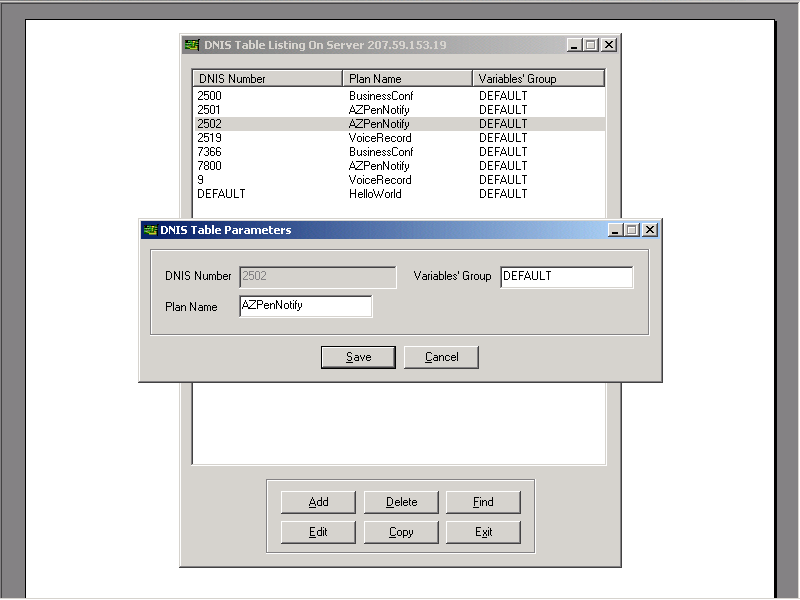 DNIS Table Listing On Server 207.59.153.19
DNIS Number Plan Name Variables' Group
2500 BusinessConf DEFAULT
2501 AZPenNotify DEFAULT
2502 AZPenNotify DEFAULT
2519 VoiceRecord DEFAULT
7366 BusinessConf DEFAULT
7800 AZPenNotify DEFAULT
9 VoiceRecord DEFAULT
DEFAULT HelloWorld DEFAULT
DNIS Table Parameters
DNIS Number 2502 Variables' Group DEFAULT
Plan Name AZPenNotify
Save Cancel
Add Delete Find
Edit Copy Exit